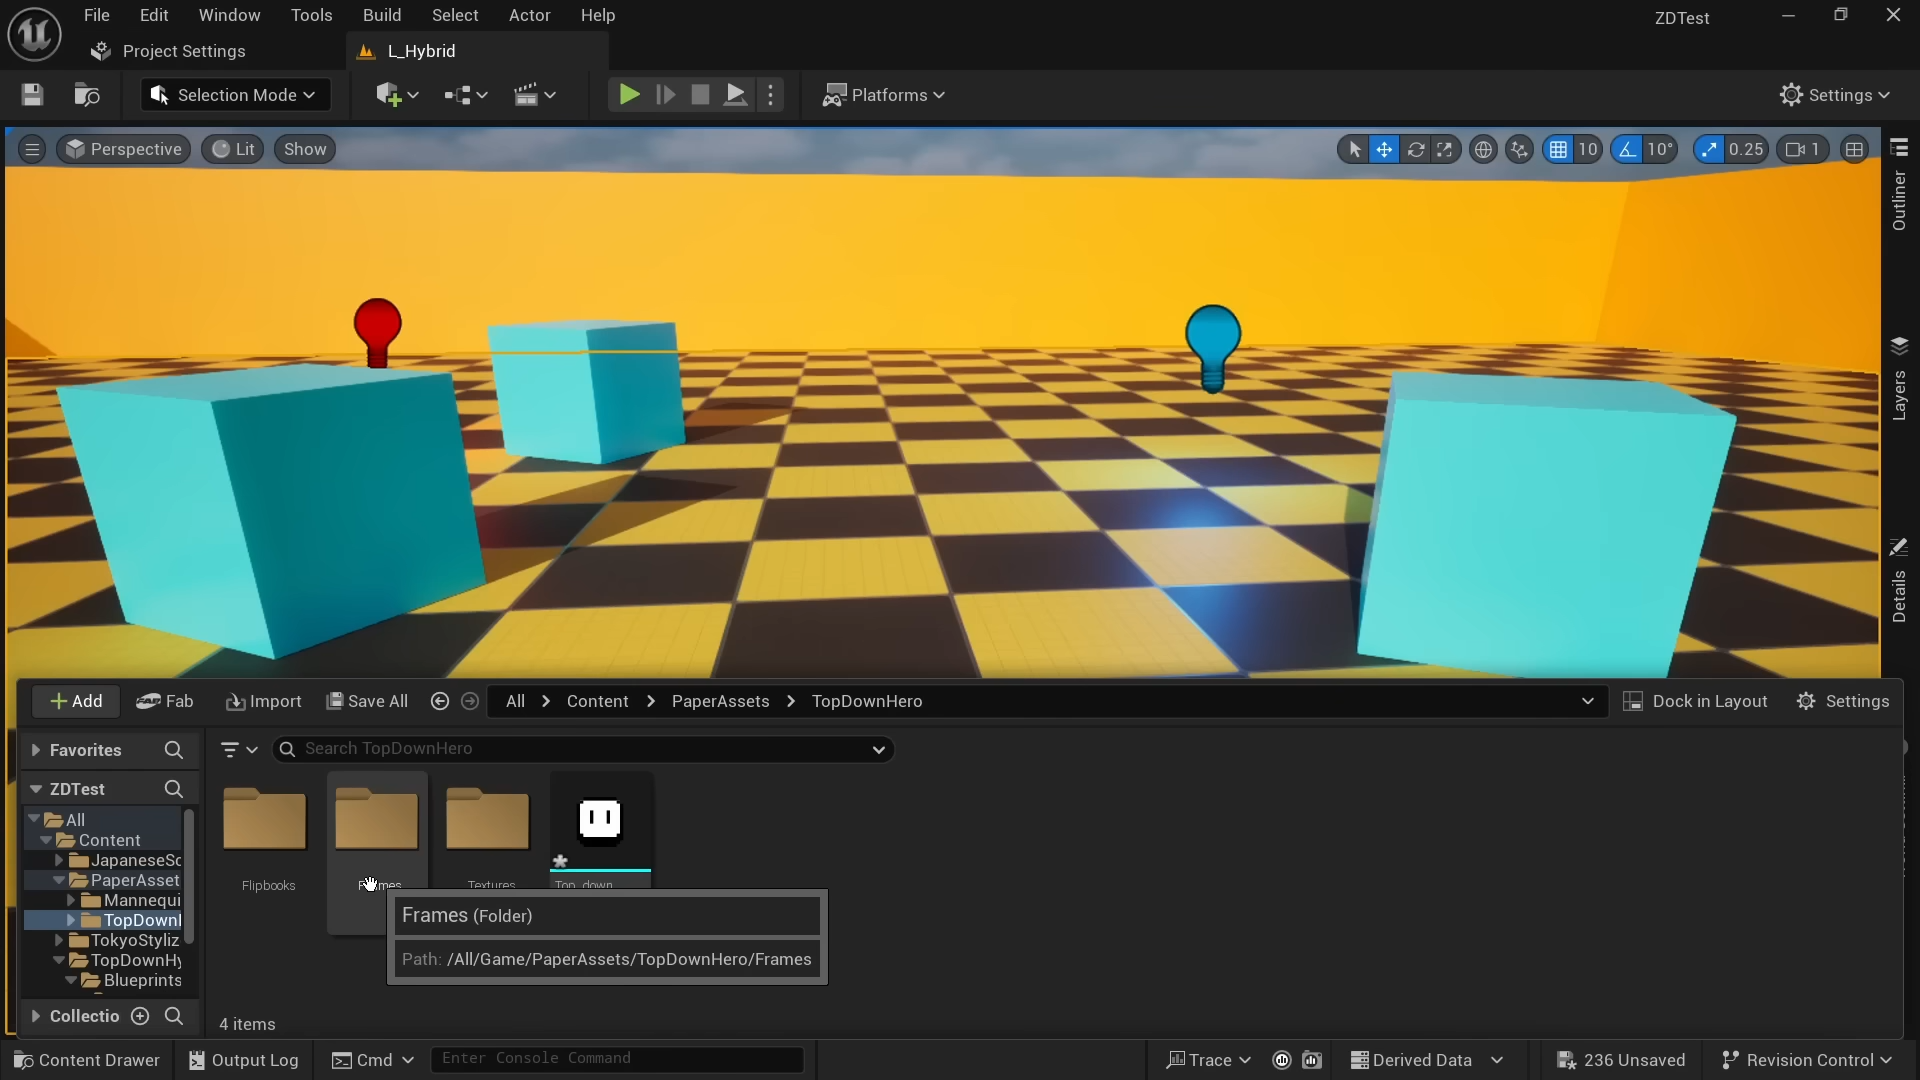 File Edit Window Tools Build Select Actor Help
ZDTest
Project Settings
L_Hybrid
Selection Mode
Platforms
Settings
Perspective
Lit
Show
10
10°
0.25
1
Outliner
Layers
Details
Add
Fab
Import
Save All
All > Content > PaperAssets > TopDownHero
Dock in Layout
Settings
Favorites
Search TopDownHero
ZDTest
All
Content
JapaneseSc
PaperAsset
Mannequi
TopDownH
TokyoStyliz
TopDownHy
Blueprints
Collectio
Flipbooks
Textures
Top_down
Frames (Folder)
Path: /All/Game/PaperAssets/TopDownHero/Frames
4 items
Content Drawer
Output Log
Cmd
Enter Console Command
Trace
Derived Data
236 Unsaved
Revision Control